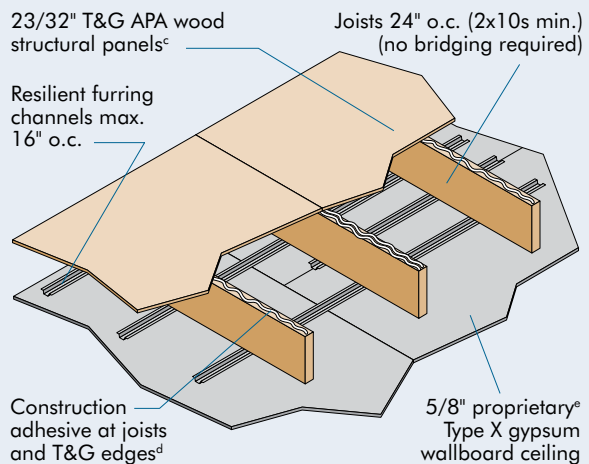 23/32" T&G APA wood
structural panelsᶜ
Joists 24" o.c. (2x10s min.)
(no bridging required)
Resilient furring
channels max.
16" o.c.
Construction
adhesive at joists
and T&G edgesᵈ
5/8" proprietaryᵉ
Type X gypsum
wallboard ceiling